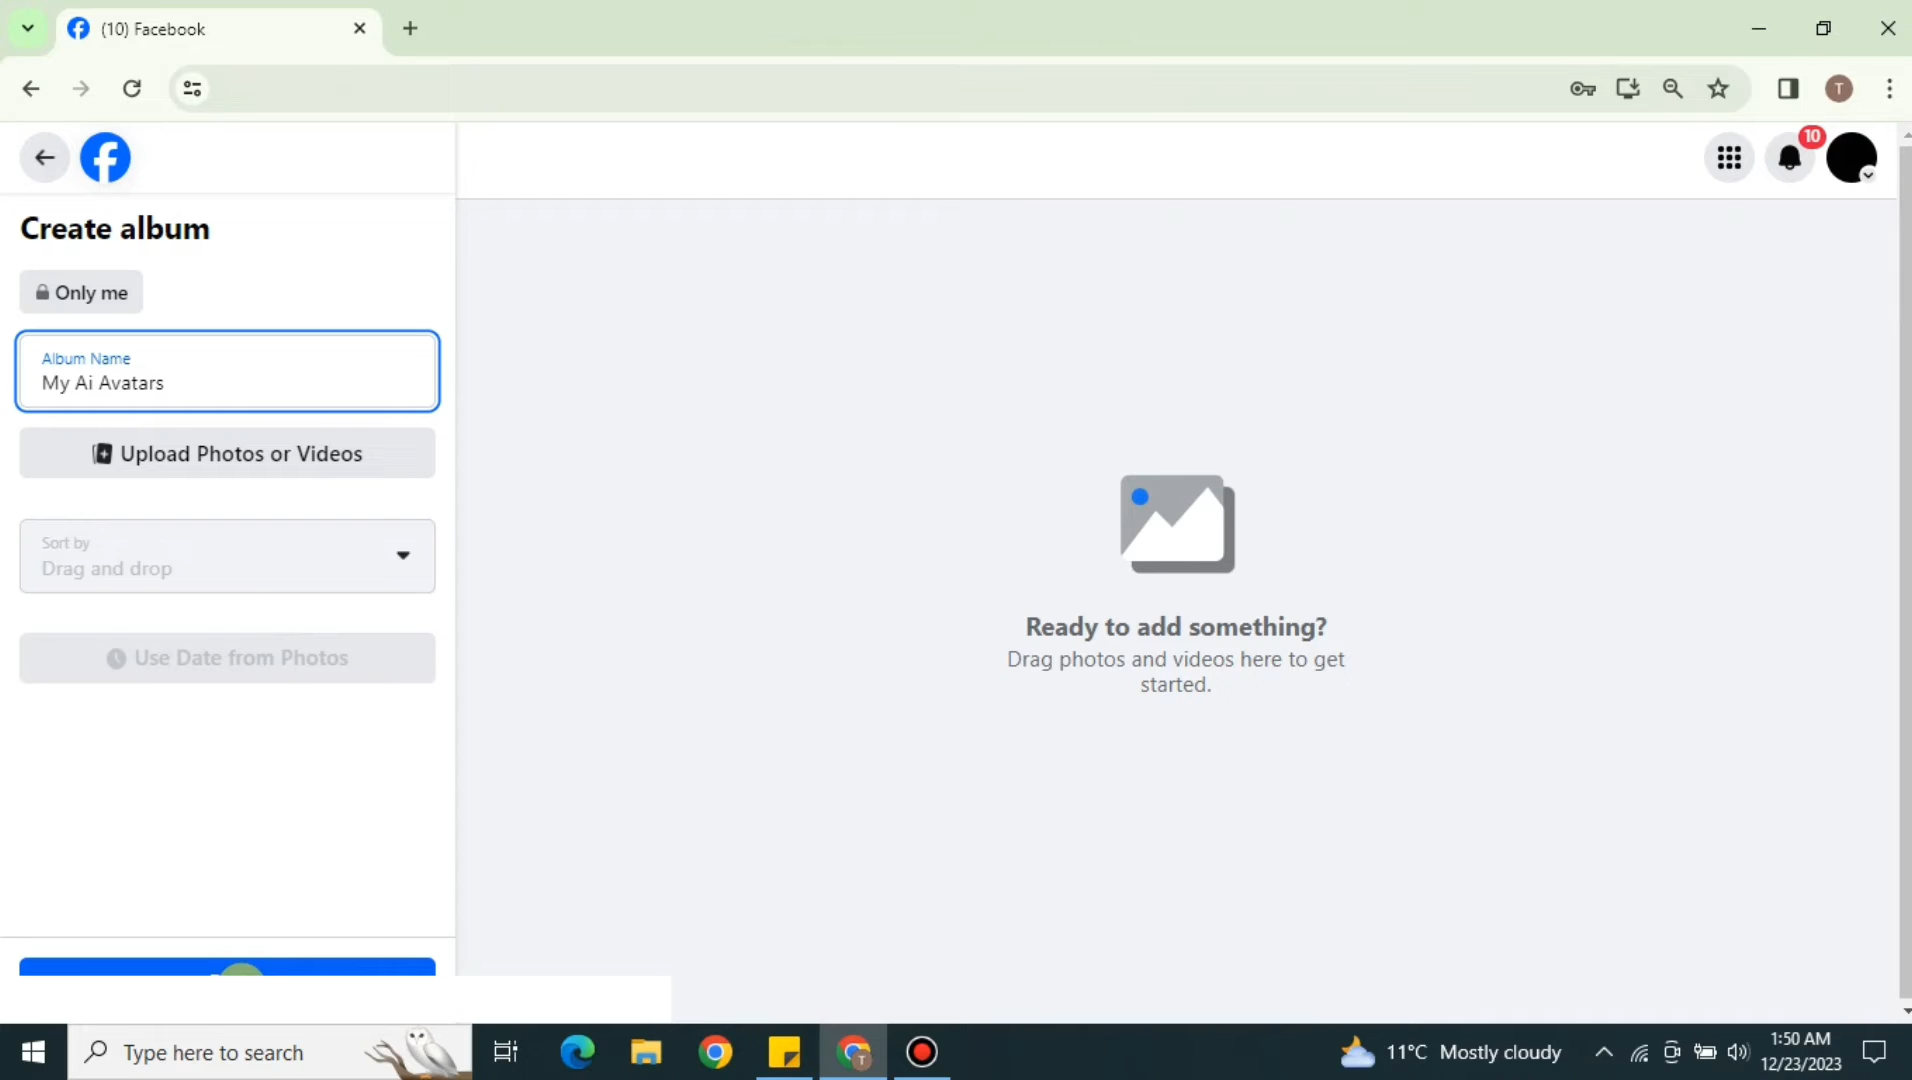 (10) Facebook
T
10
Create album
Only me
Album Name
My Ai Avatars
Upload Photos or Videos
Sort by
Drag and drop
Use Date from Photos
Ready to add something?
Drag photos and videos here to get
started.
Type here to search
T
11°C Mostly cloudy
1:50 AM
12/23/2023